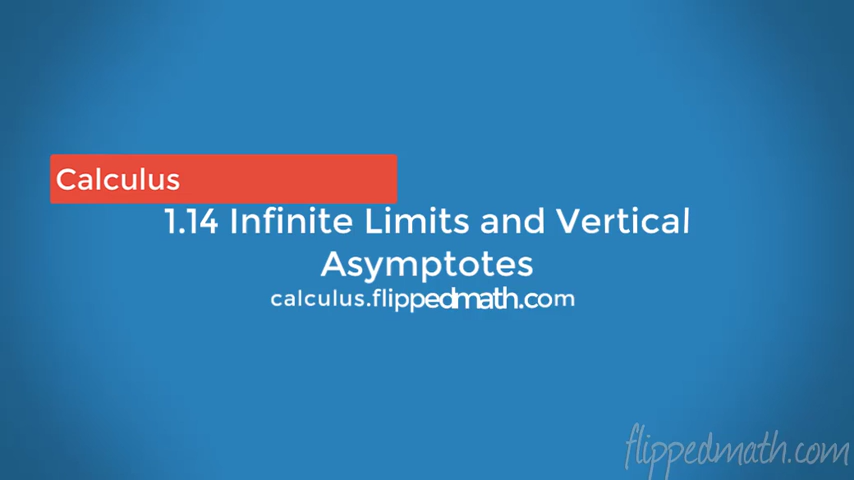 Calculus
1.14 Infinite Limits and Vertical
Asymptotes
calculus.flippedmath.com
flippedmath.com